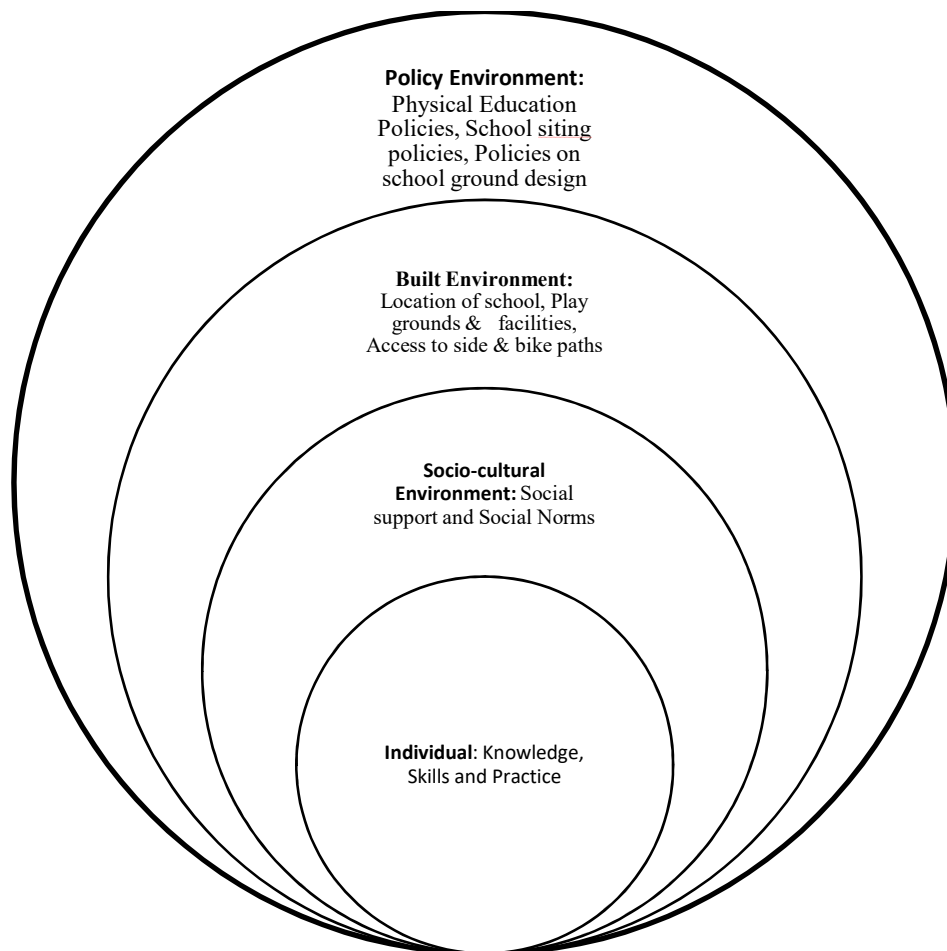 Policy Environment:
Physical Education
Policies, School siting
policies, Policies on
school ground design
Built Environment:
Location of school, Play
grounds & facilities,
Access to side & bike paths
Socio-cultural
Environment: Social
support and Social Norms
Individual: Knowledge,
Skills and Practice